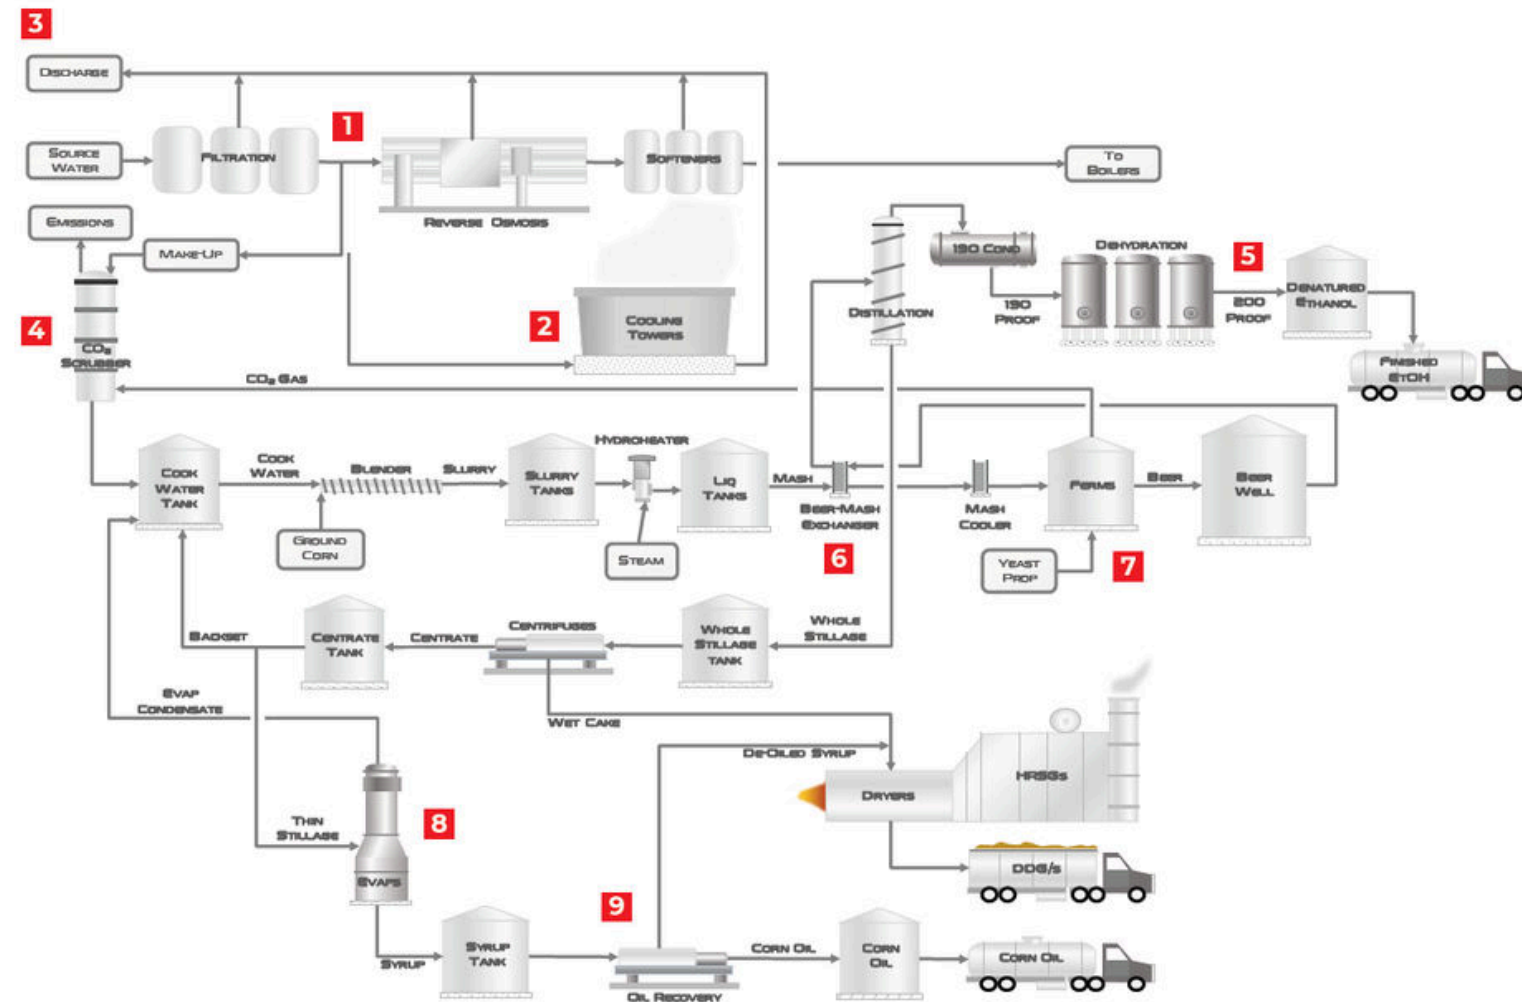 3
DISCHARGE
1
SOURCE
WATER
FILTRATION
REVERSE OSMOSIS
SOFTENERS
TO
BOILERS
EMISSIONS
MAKE-UP
190 COND
DEHYDRATION
5
190
PROOF
200
PROOF
DENATURED
ETHANOL
DISTILLATION
2
COOLING
TOWERS
4
CO₂
SCRUBBER
CO₂ GAS
FINISHED
ETOH
COOK
WATER
TANK
COOK
WATER
BLENDER
SLURRY
SLURRY
TANKS
HYDROHEATER
LIQ
TANKS
MASH
BEER-MASH
EXCHANGER
MASH
COOLER
FERMS
BEER
BEER
WELL
GROUND
CORN
STEAM
6
YEAST
PROP
7
BACKSET
CENTRATE
TANK
CENTRATE
CENTRIFUGES
WHOLE
STILLAGE
TANK
WHOLE
STILLAGE
EVAP
CONDENSATE
WET CAKE
DE-OILED SYRUP
DRYERS
HRSGS
THIN
STILLAGE
8
EVAPS
DDG/S
9
SYRUP
SYRUP
TANK
OIL RECOVERY
CORN OIL
CORN
OIL
CORN OIL